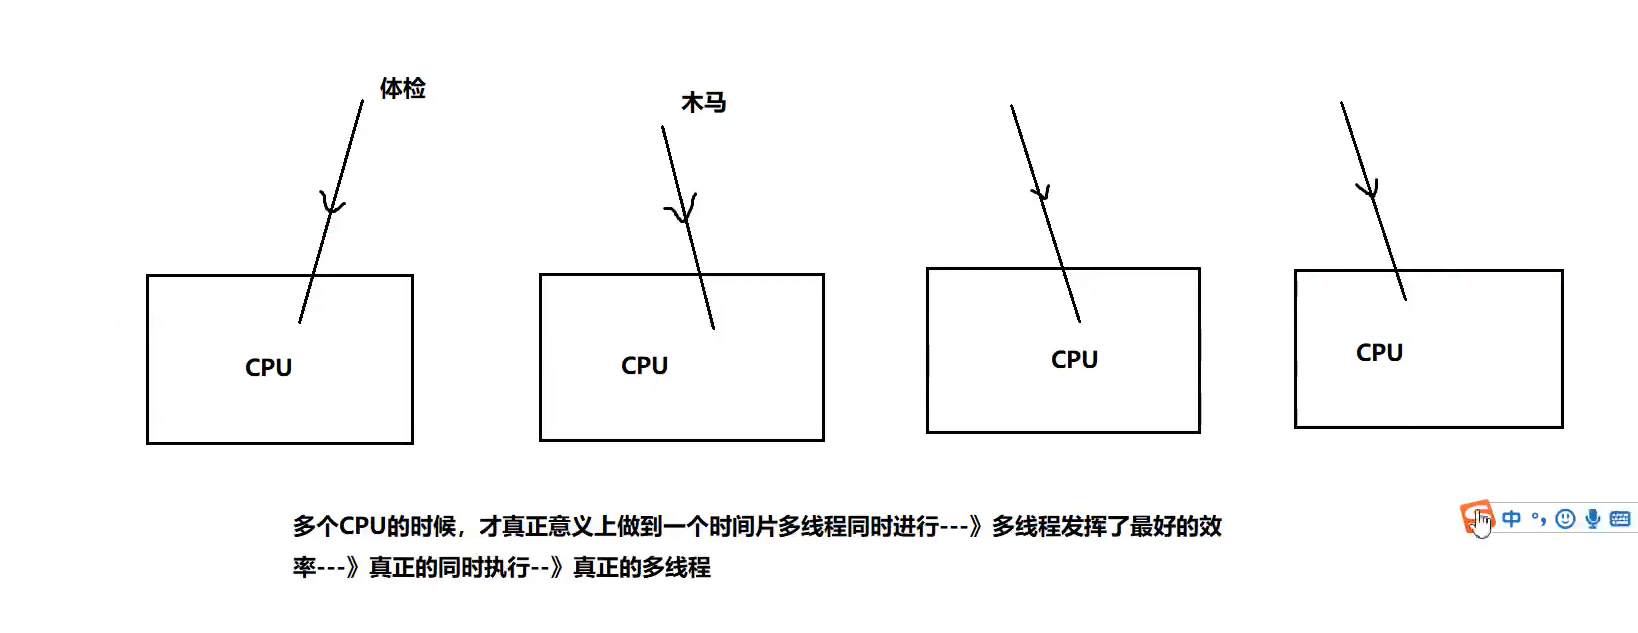 体检
木马
CPU
CPU
CPU
CPU
多个CPU的时候，才真正意义上做到一个时间片多线程同时进行---》多线程发挥了最好的效
率---》真正的同时执行--》真正的多线程
中